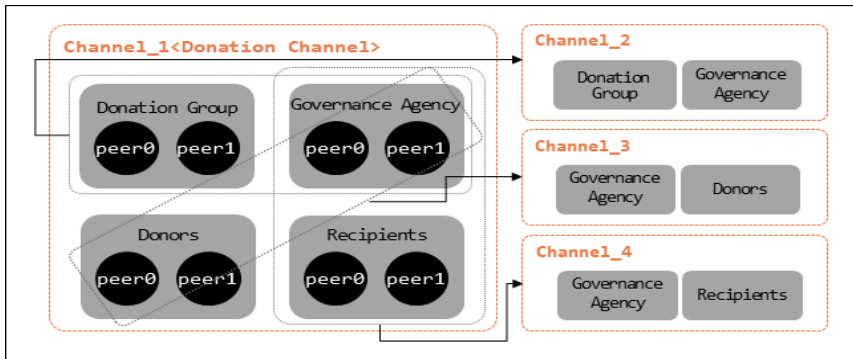 Channel_1<Donation Channel>
Donation Group
peer0 peer1
Governance Agency
peer0 peer1
Donors
peer0 peer1
Recipients
peer0 peer1
Channel_2
Donation
Group
Governance
Agency
Channel_3
Governance
Agency
Donors
Channel_4
Governance
Agency
Recipients